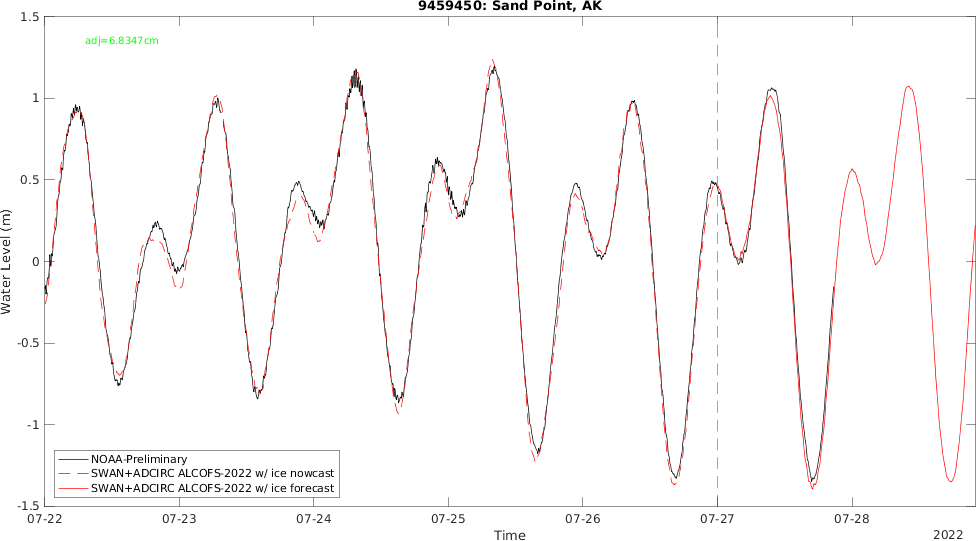 9459450: Sand Point, AK
adj=6.8347cm
1.5
1
0.5
0
-0.5
-1
-1.5
Water Level (m)
NOAA-Preliminary
SWAN+ADCIRC ALCOFS-2022 w/ ice nowcast
SWAN+ADCIRC ALCOFS-2022 w/ ice forecast
07-22 07-23 07-24 07-25 07-26 07-27 07-28
Time
2022